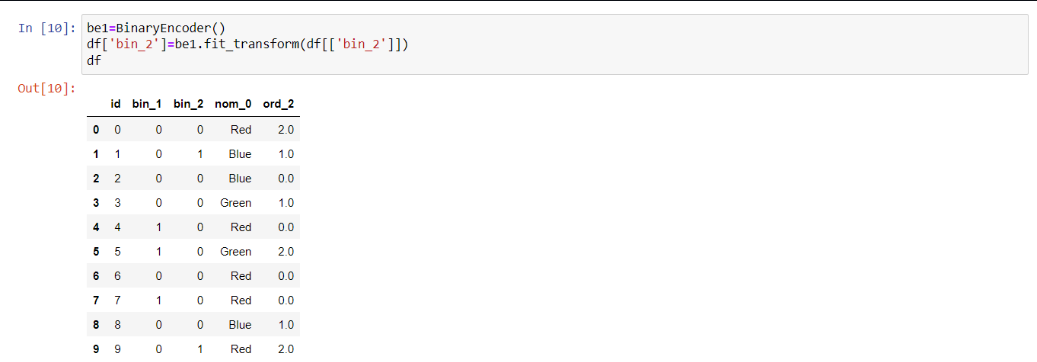 In [10]: be1=BinaryEncoder()
df['bin_2']=be1.fit_transform(df[['bin_2']])
df
Out[10]:
id bin_1 bin_2 nom_0 ord_2
0 0 0 0 Red 2.0
1 1 0 1 Blue 1.0
2 2 0 0 Blue 0.0
3 3 0 0 Green 1.0
4 4 1 0 Red 0.0
5 5 1 0 Green 2.0
6 6 0 0 Red 0.0
7 7 1 0 Red 0.0
8 8 0 0 Blue 1.0
9 9 0 1 Red 2.0